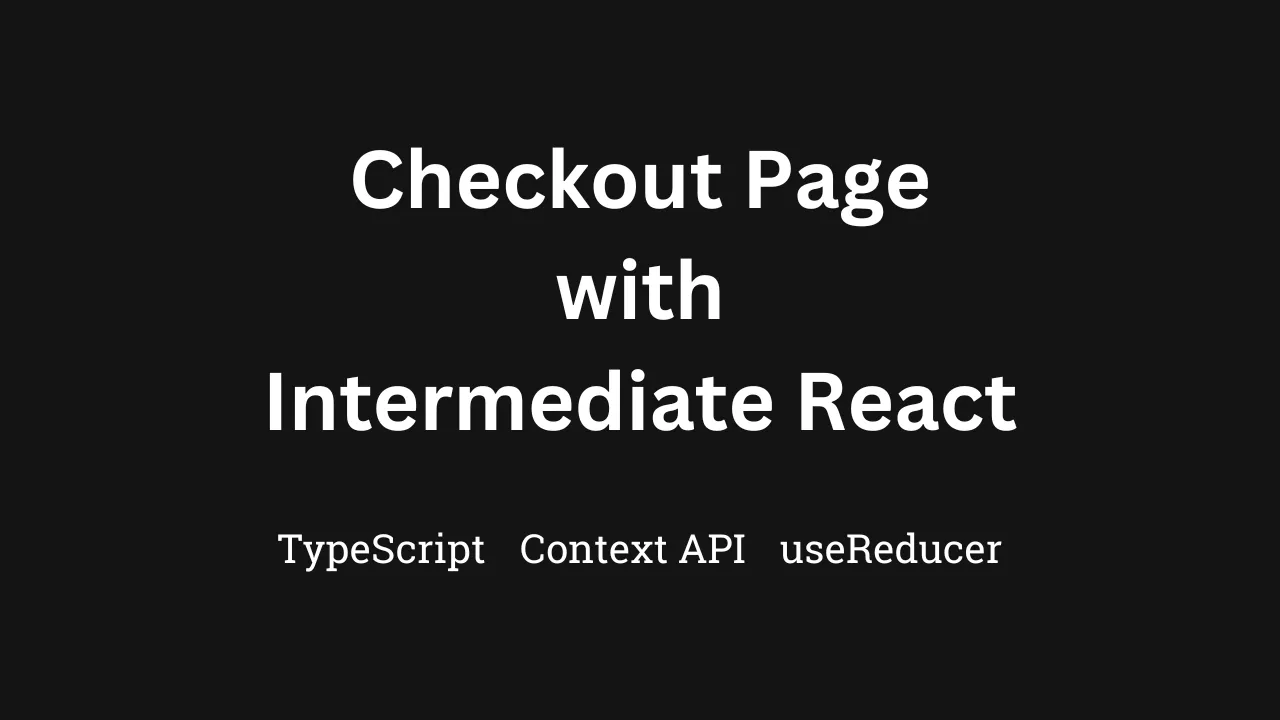 Checkout Page
with
Intermediate React
TypeScript Context API useReducer